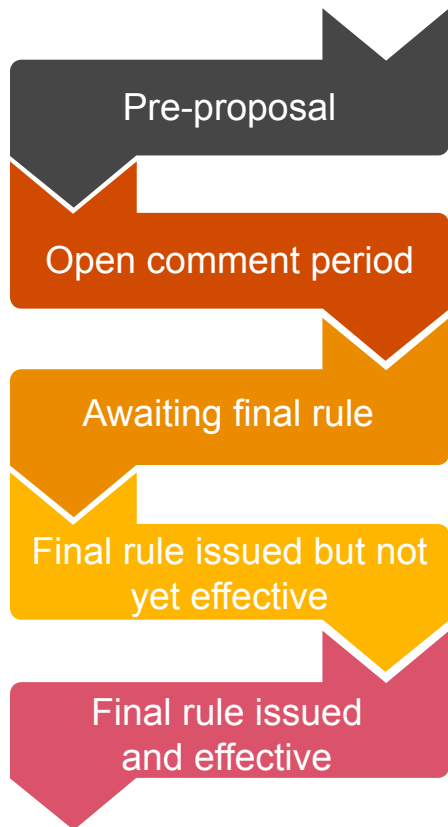 Pre-proposal
Open comment period
Awaiting final rule
Final rule issued but not
yet effective
Final rule issued
and effective